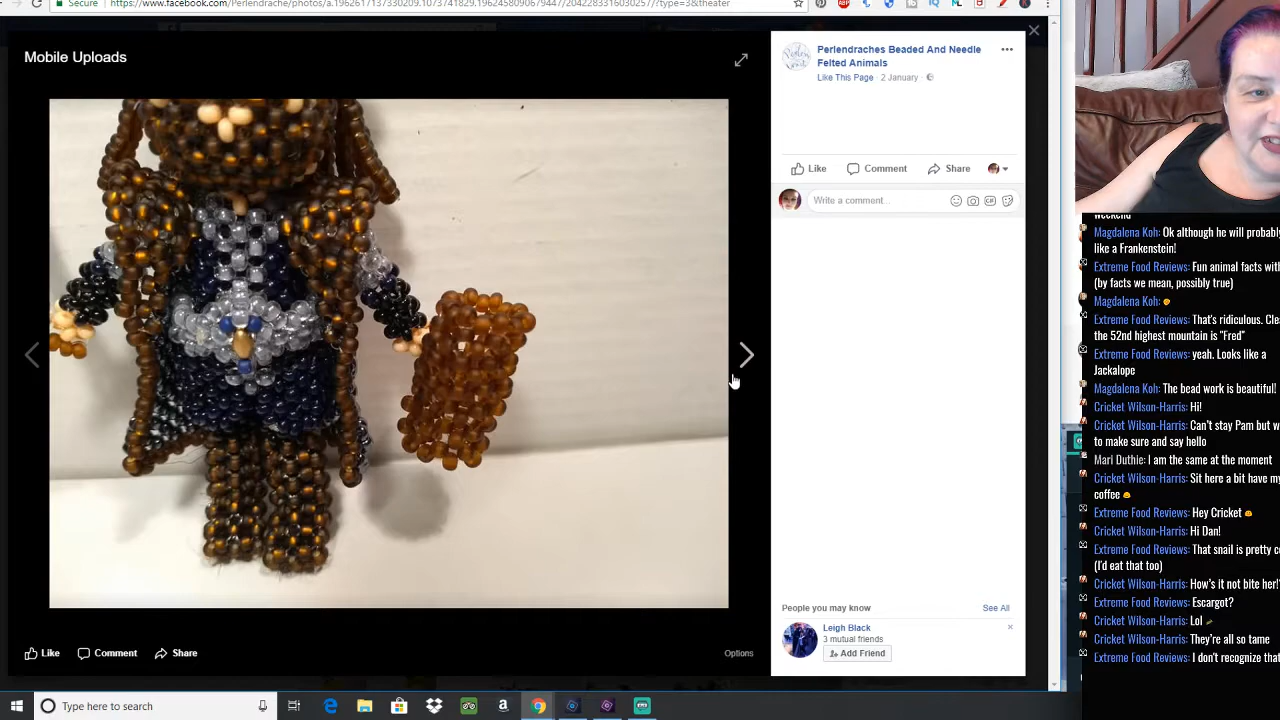 Secure
https://www.facebook.com/Perlendrache/photos/a.196261713733020
Mobile Uploads
Perlendraches Beaded And Needle
Felted Animals
Like This Page · 2 January ·
Like Comment Share
Write a comment...
People you may know See All
Leigh Black
3 mutual friends
Add Friend
Like Comment Share
Options
weekend
Magdalena Koh: Ok although he will probably
like a Frankenstein!
Extreme Food Reviews: Fun animal facts with
(by facts we mean, possibly true)
Magdalena Koh:
Extreme Food Reviews: That's ridiculous. Cle
the 52nd highest mountain is "Fred"
Extreme Food Reviews: yeah. Looks like a
Jackalope
Magdalena Koh: The bead work is beautiful!
Cricket Wilson-Harris: Hi!
Cricket Wilson-Harris: Can't stay Pam but w
to make sure and say hello
Mari Duthie: I am the same at the moment
Cricket Wilson-Harris: Sit here a bit have my
coffee
Extreme Food Reviews: Hey Cricket
Cricket Wilson-Harris: Hi Dan!
Extreme Food Reviews: That snail is pretty c
(I'd eat that too)
Cricket Wilson-Harris: How's it not bite her!
Extreme Food Reviews: Escargot?
Cricket Wilson-Harris: Lol
Cricket Wilson-Harris: They're all so tame
Extreme Food Reviews: I don't recognize that
Type here to search